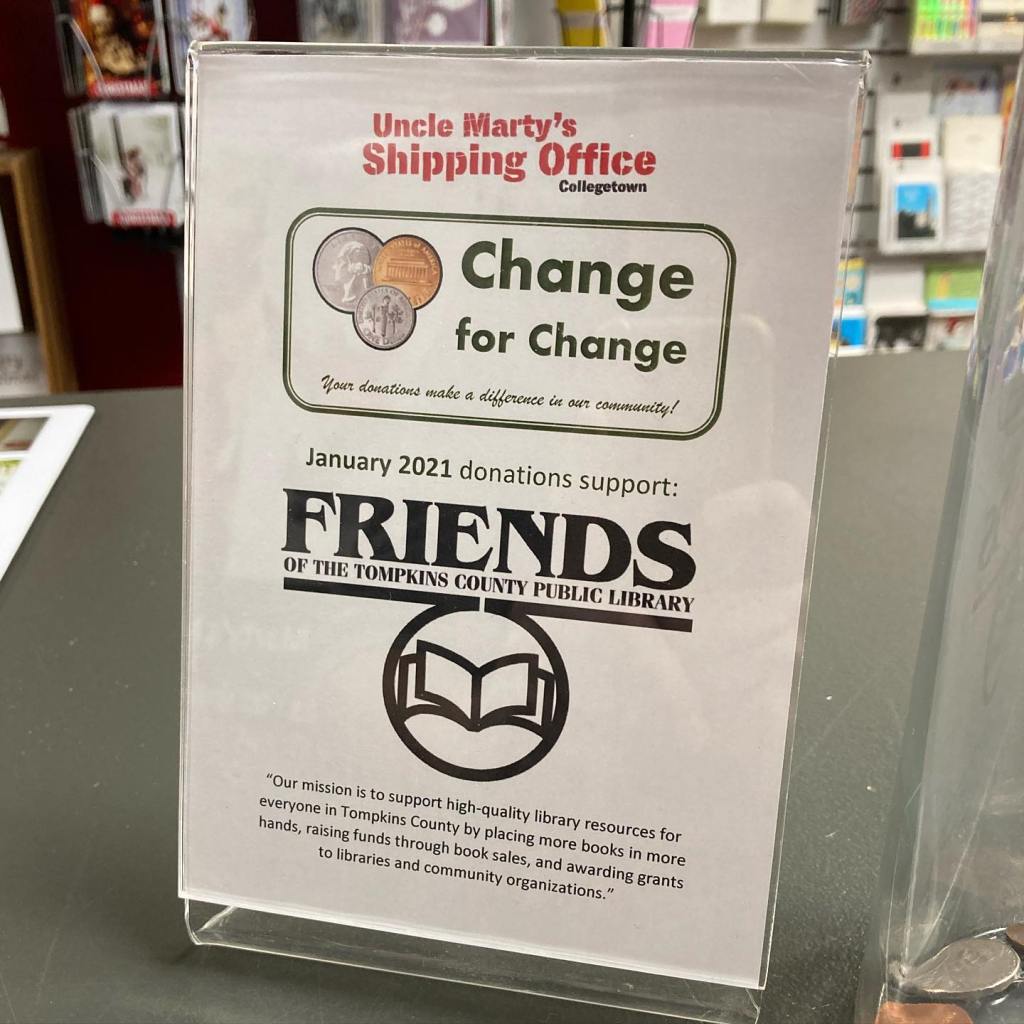 Uncle Marty's
Shipping Office
Collegetown
Change
for Change
Your donations make a difference in our community!
January 2021 donations support:
FRIENDS
OF THE TOMPKINS COUNTY PUBLIC LIBRARY
“Our mission is to support high-quality library resources for
everyone in Tompkins County by placing more books in more
hands, raising funds through book sales, and awarding grants
to libraries and community organizations.”